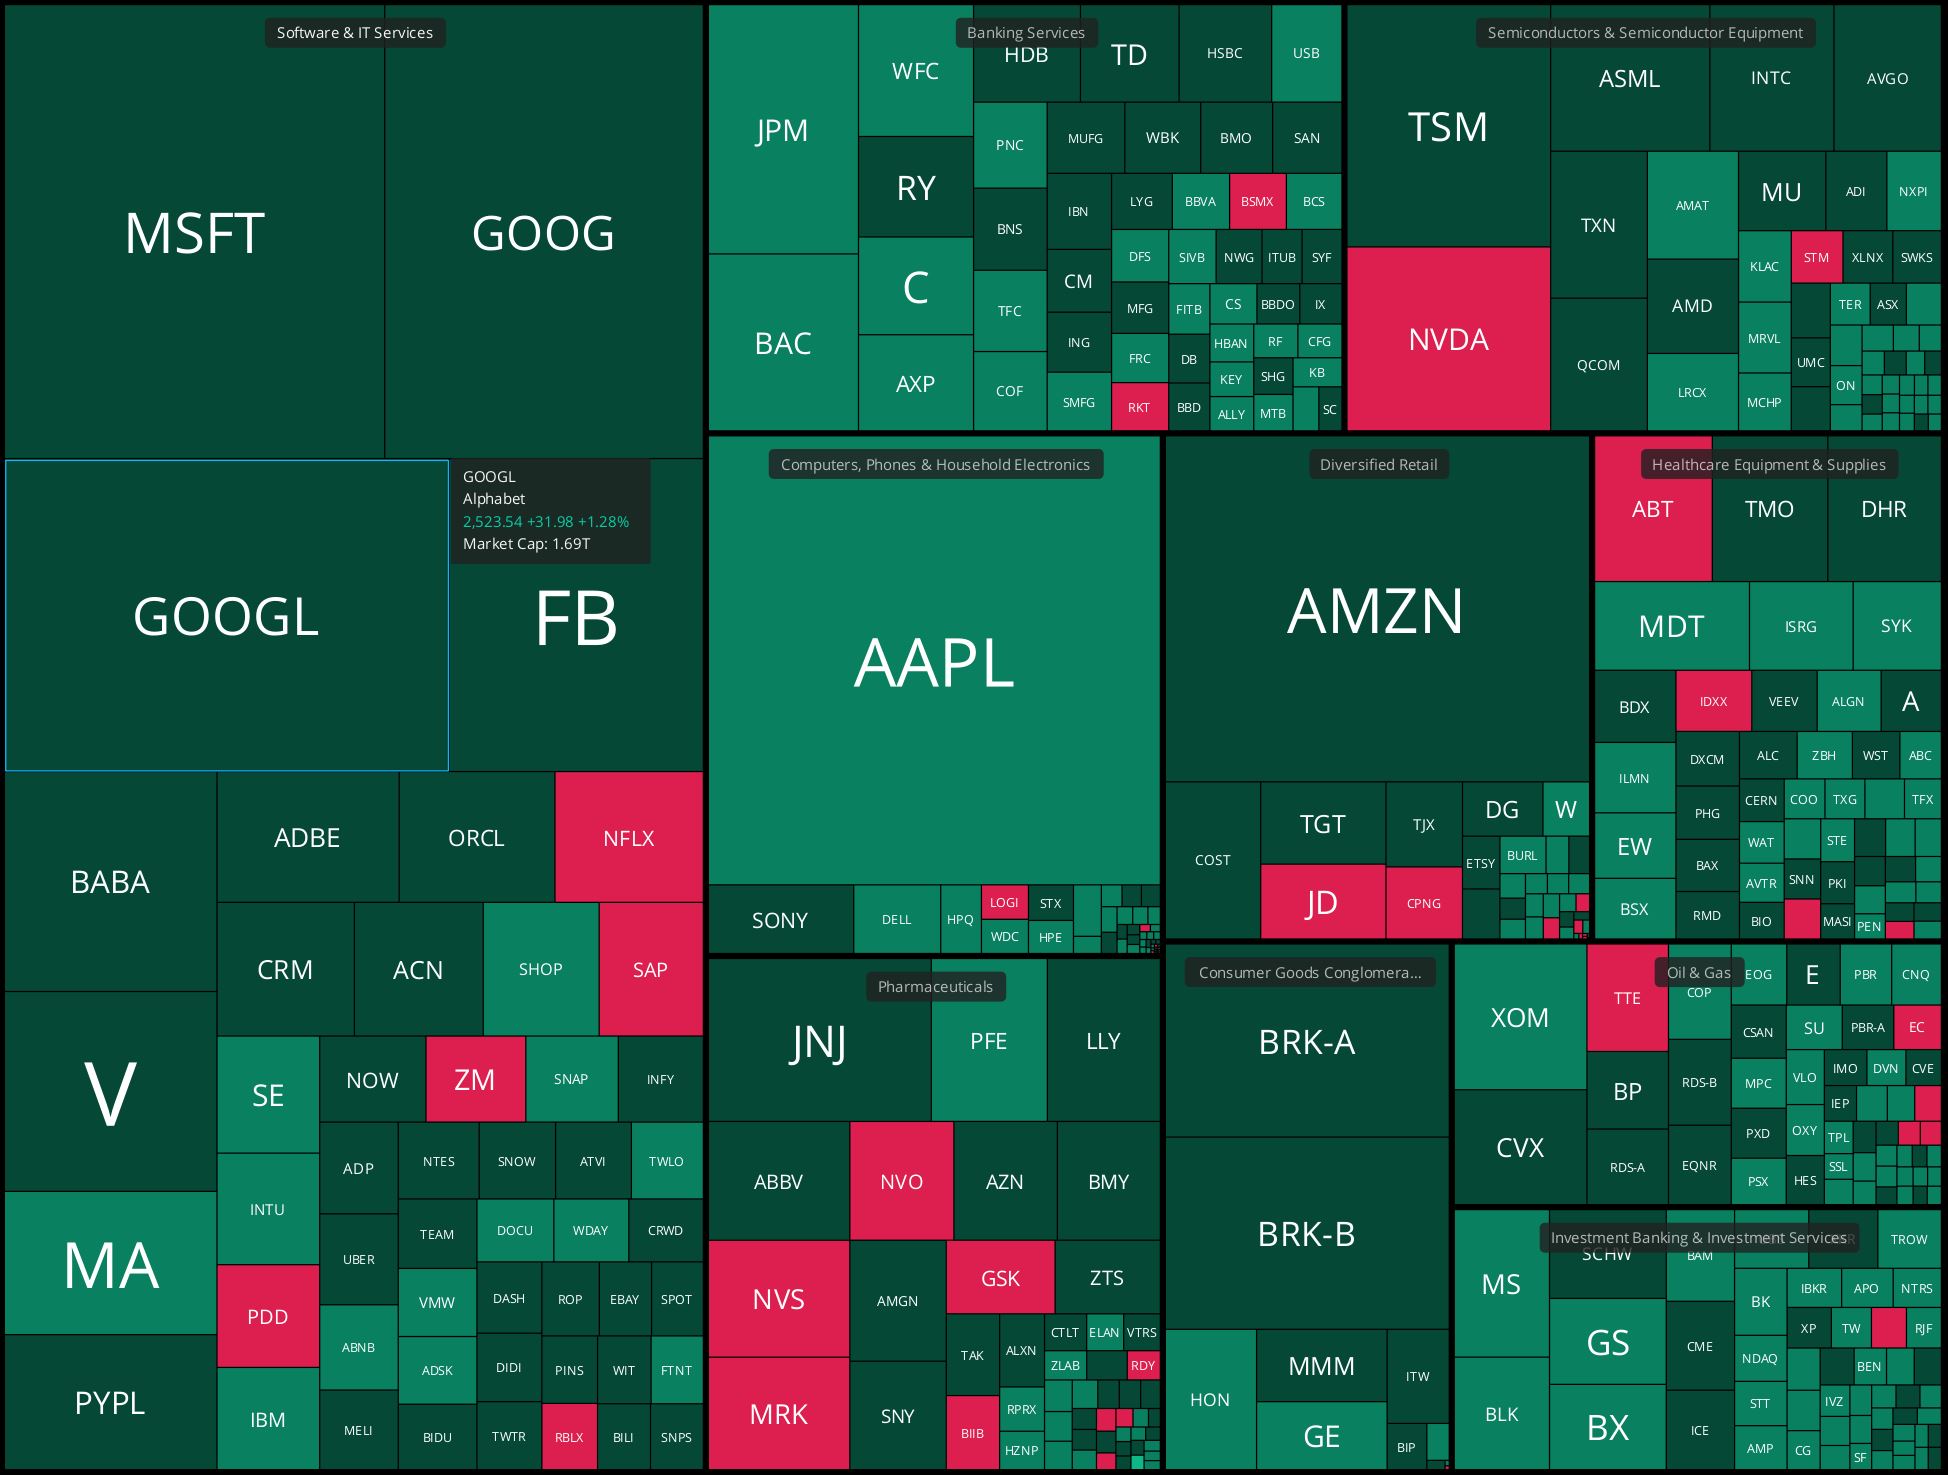 Software & IT Services
MSFT
GOOG
GOOGL
GOOGL
Alphabet
2,523.54 +31.98 +1.28%
Market Cap: 1.69T
FB
BABA
ADBE
ORCL
NFLX
CRM
ACN
SHOP
SAP
V
SE
NOW
ZM
SNAP
INFY
ADP
NTES
SNOW
ATVI
TWLO
INTU
MA
UBER
TEAM
DOCU
WDAY
CRWD
PDD
VMW
DASH
ROP
EBAY
SPOT
ABNB
ADSK
DIDI
PINS
WIT
FTNT
PYPL
IBM
MELI
BIDU
TWTR
RBLX
BILI
SNPS
Banking Services
JPM
WFC
HDB
TD
HSBC
USB
BAC
RY
PNC
MUFG
WBK
BMO
SAN
C
BNS
IBN
LYG
BBVA
BSMX
BCS
CM
DFS
SIVB
NWG
ITUB
SYF
AXP
TFC
ING
MFG
FITB
CS
BBDO
IX
HBAN
RF
CFG
COF
SMFG
FRC
DB
KEY
SHG
KB
RKT
BBD
ALLY
MTB
SC
Semiconductors & Semiconductor Equipment
TSM
ASML
INTC
AVGO
NVDA
TXN
AMAT
MU
ADI
NXPI
KLAC
STM
XLNX
SWKS
QCOM
AMD
MRVL
TER
ASX
UMC
LRCX
MCHP
ON
Computers, Phones & Household Electronics
AAPL
SONY
DELL
HPQ
LOGI
STX
WDC
HPE
Diversified Retail
AMZN
COST
TGT
TJX
DG
W
JD
CPNG
ETSY
BURL
Healthcare Equipment & Supplies
ABT
TMO
DHR
MDT
ISRG
SYK
BDX
IDXX
VEEV
ALGN
A
ILMN
DXCM
ALC
ZBH
WST
ABC
PHG
CERN
COO
TXG
TFX
EW
BAX
WAT
STE
BSX
RMD
AVTR
SNN
PKI
BIO
MASI
PEN
Pharmaceuticals
JNJ
PFE
LLY
ABBV
NVO
AZN
BMY
NVS
AMGN
GSK
ZTS
TAK
ALXN
CTLT
ELAN
VTRS
ZLAB
RDY
MRK
SNY
BIIB
RPRX
HZNP
Consumer Goods Conglomera...
BRK-A
BRK-B
HON
MMM
ITW
GE
BIP
Oil & Gas
XOM
TTE
COP
EOG
E
PBR
CNQ
CVX
BP
RDS-B
CSAN
SU
PBR-A
EC
MPC
VLO
IMO
DVN
CVE
RDS-A
EQNR
PXD
OXY
IEP
TPL
PSX
HES
SSL
Investment Banking & Investment Services
MS
SCHW
BAM
TROW
BLK
GS
CME
BK
IBKR
APO
NTRS
XP
TW
RJF
BX
ICE
NDAQ
BEN
STT
IVZ
AMP
CG
SF